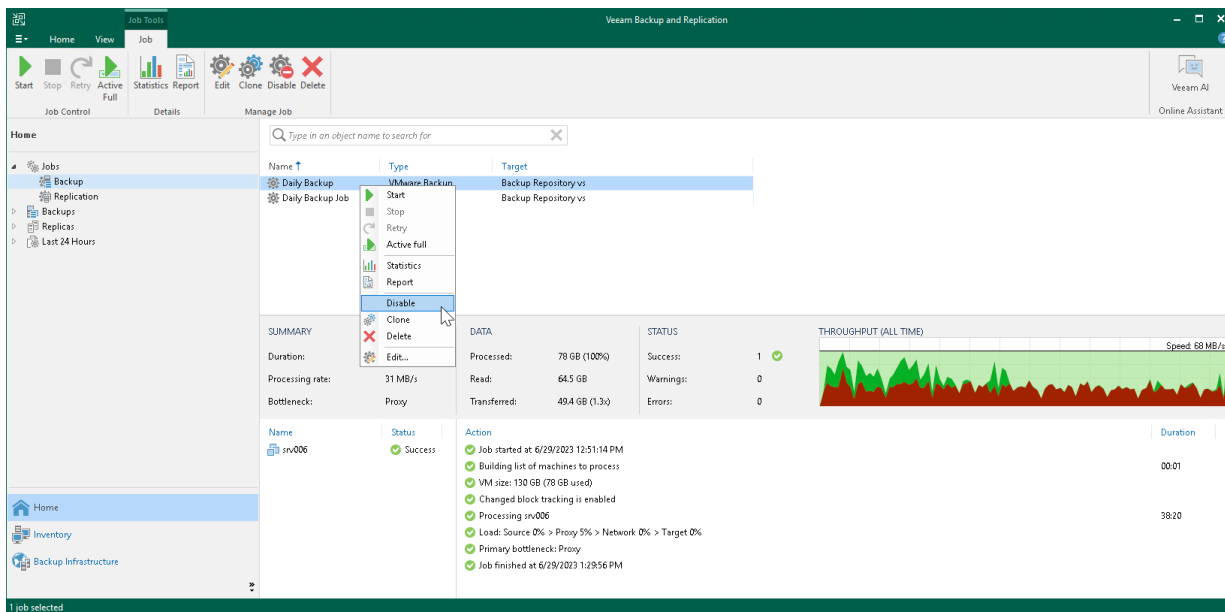 Job Tools
Veeam Backup and Replication
Home View Job
Start Stop Retry Active Full
Statistics Report
Edit Clone Disable Delete
Veeam AI
Job Control Details Manage Job Online Assistant
Home
Type in an object name to search for
Jobs
Backup
Replication
Backups
Replicas
Last 24 Hours
Name Type Target
Daily Backup VMware Backup Backup Repository vs
Daily Backup Job Backup Repository vs
Start
Stop
Retry
Active full
Statistics
Report
Disable
Clone
Delete
Edit...
SUMMARY
Duration:
Processing rate: 31 MB/s
Bottleneck: Proxy
DATA
Processed: 78 GB (100%)
Read: 64.5 GB
Transferred: 49.4 GB (1.3x)
STATUS
Success: 1
Warnings: 0
Errors: 0
THROUGHPUT (ALL TIME)
Speed: 68 MB/s
Name Status Action Duration
srv006 Success
Job started at 6/29/2023 12:51:14 PM
Building list of machines to process 00:01
VM size: 130 GB (78 GB used)
Changed block tracking is enabled
Processing srv006 38:20
Load: Source 0% > Proxy 5% > Network 0% > Target 0%
Primary bottleneck: Proxy
Job finished at 6/29/2023 1:29:56 PM
Home
Inventory
Backup Infrastructure
1 job selected